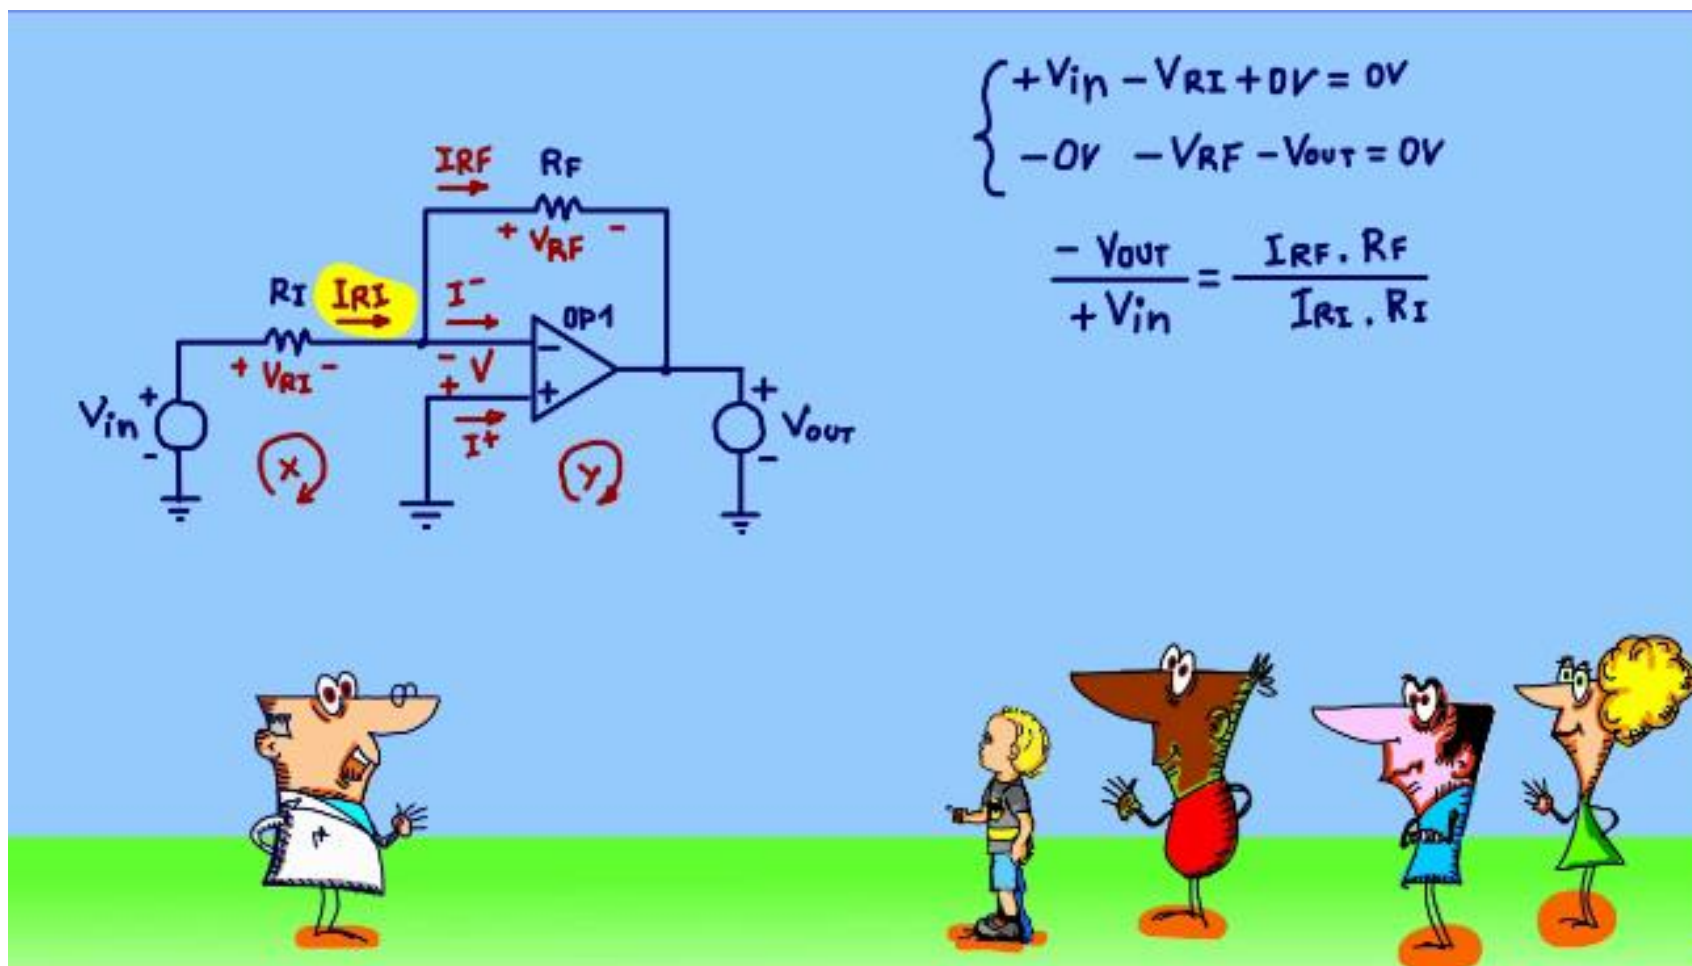 +Vin - VRI + 0V = 0V
-0V - VRF - VOUT = 0V
- VOUT / +Vin = IRF . RF / IRI . RI
IRF RF
+ VRF -
RI IRI I-
OP1
+ VRI - - V + - +
Vin + - I+ + - VOUT
X Y